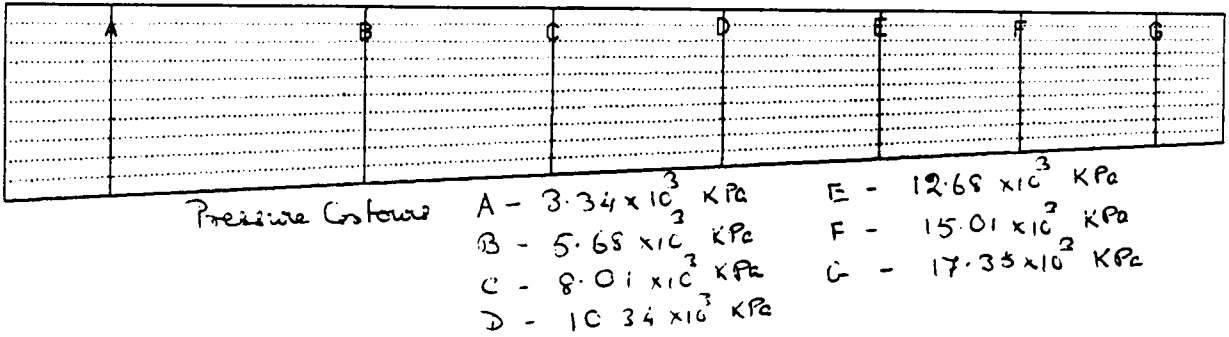 A B C D E F G
Pressure Contours
A - 3.34 x 10^3 KPa
B - 5.68 x 10^3 KPa
C - 8.01 x 10^3 KPa
D - 10 34 x 10^3 KPa
E - 12.68 x 10^3 KPa
F - 15.01 x 10^3 KPa
G - 17.35 x 10^3 KPa